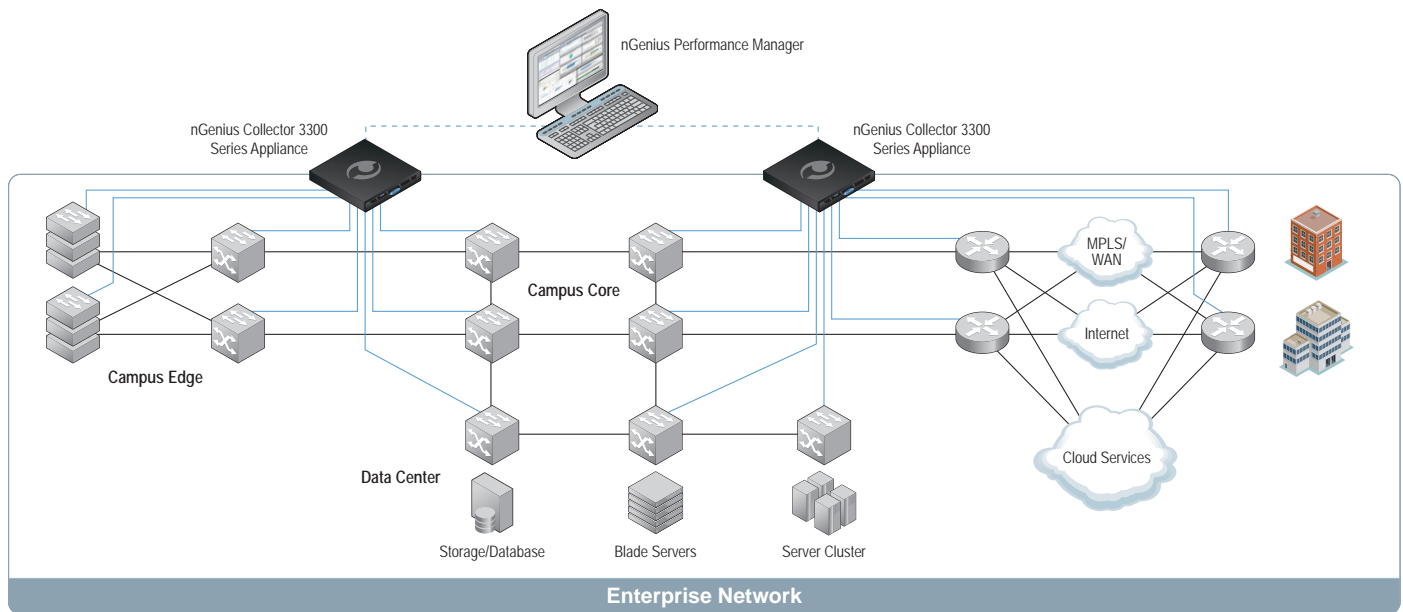 nGenius Performance Manager
nGenius Collector 3300
Series Appliance
nGenius Collector 3300
Series Appliance
MPLS/
WAN
Campus Core
Internet
Campus Edge
Cloud Services
Data Center
Storage/Database
Blade Servers
Server Cluster
Enterprise Network